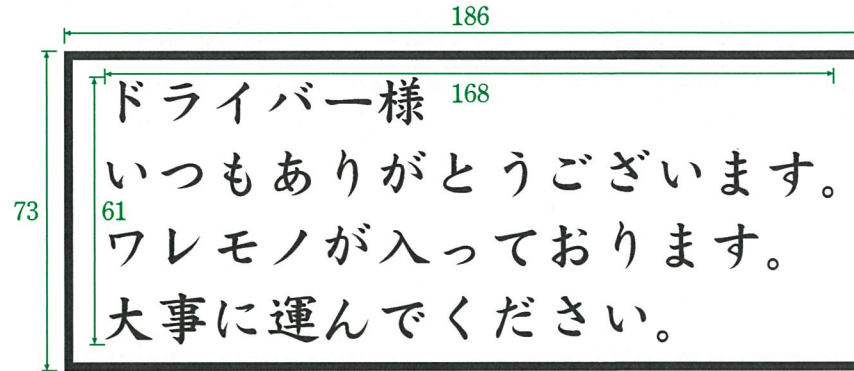 186
168
73
61
ドライバー様
いつもありがとうございます。
ワレモノが入っております。
大事に運んでください。